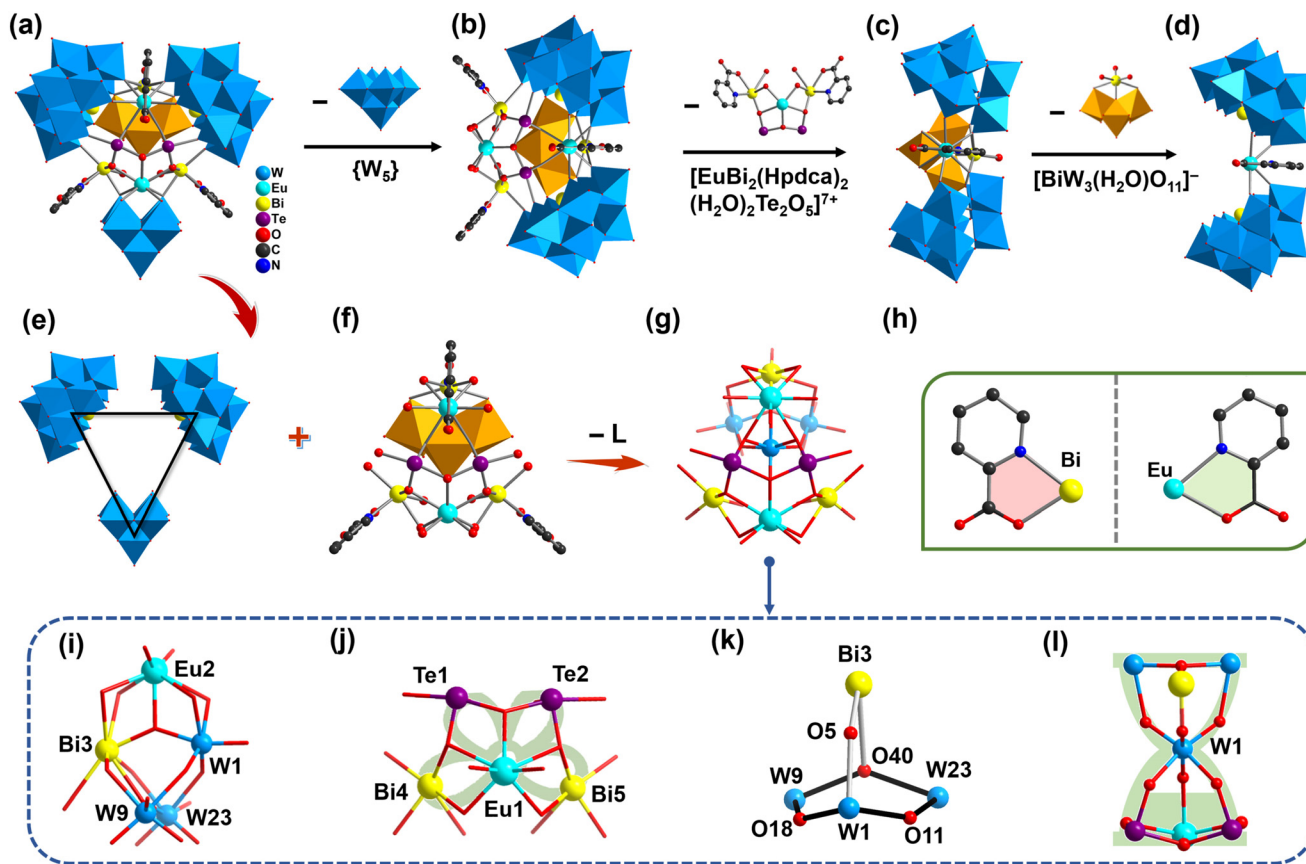 (a)
(b)
(c)
(d)
–
{W₅}
–
[EuBi₂(Hpdca)₂
(H₂O)₂Te₂O₅]⁷⁺
–
[BiW₃(H₂O)O₁₁]⁻
W
Eu
Bi
Te
O
C
N
(e)
(f)
(g)
(h)
+
– L
Bi
Eu
(i)
(j)
(k)
(l)
Eu2
Bi3
W1
W9
W23
Te1
Te2
Bi4
Eu1
Bi5
Bi3
O5
O40
W9
W23
O18
W1
O11
W1